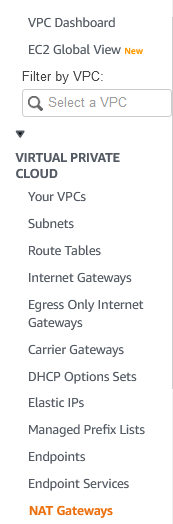 VPC Dashboard
EC2 Global View New
Filter by VPC:
Select a VPC
VIRTUAL PRIVATE
CLOUD
Your VPCs
Subnets
Route Tables
Internet Gateways
Egress Only Internet
Gateways
Carrier Gateways
DHCP Options Sets
Elastic IPs
Managed Prefix Lists
Endpoints
Endpoint Services
NAT Gateways